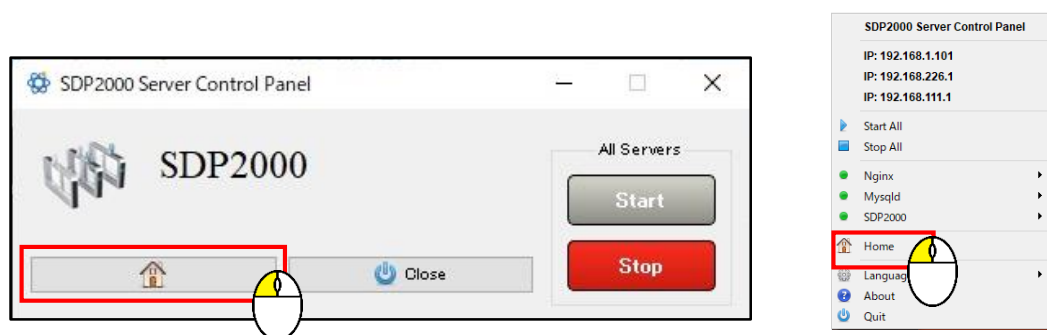 SDP2000 Server Control Panel
SDP2000
All Servers
Start
Stop
Close
SDP2000 Server Control Panel
IP: 192.168.1.101
IP: 192.168.226.1
IP: 192.168.111.1
Start All
Stop All
Nginx
Mysqld
SDP2000
Home
Languag
About
Quit